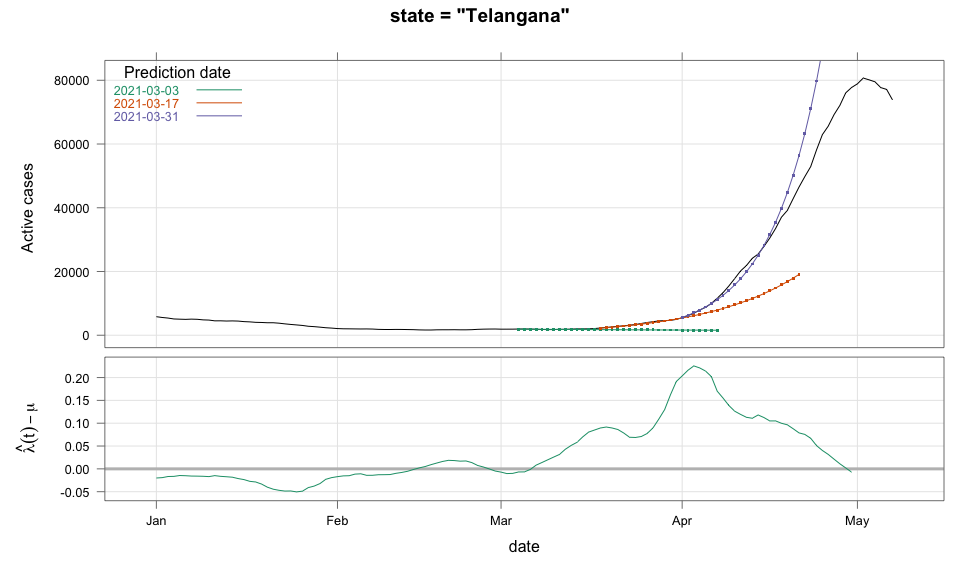 state = "Telangana"
Prediction date
2021-03-03
2021-03-17
2021-03-31
80000
60000
40000
20000
0
Active cases
0.20
0.15
0.10
0.05
0.00
-0.05
λ̂(t) − μ
Jan Feb Mar Apr May
date